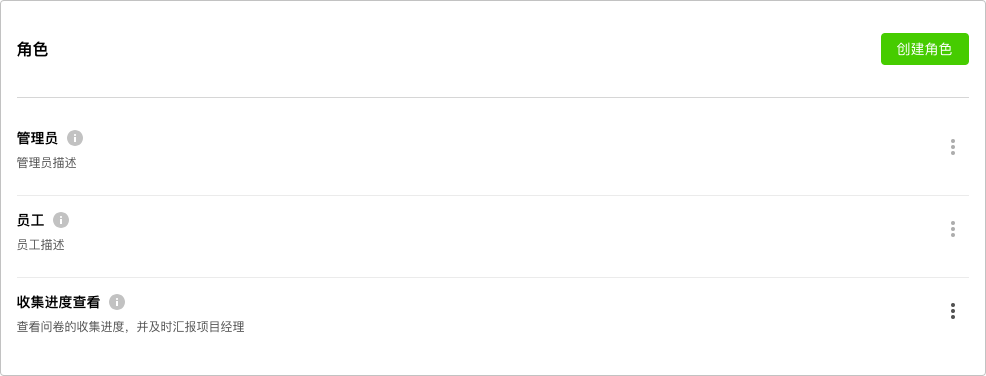 角色
创建角色
管理员
管理员描述
员工
员工描述
收集进度查看
查看问卷的收集进度，并及时汇报项目经理